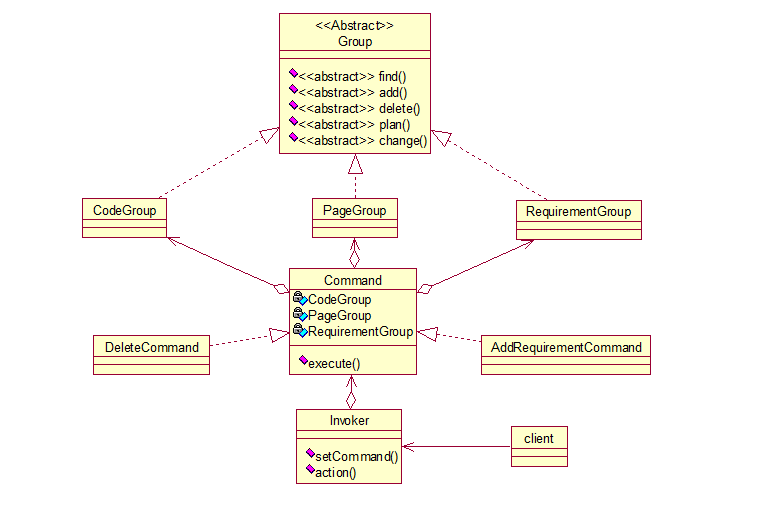 <<Abstract>>
Group
<<abstract>> find()
<<abstract>> add()
<<abstract>> delete()
<<abstract>> plan()
<<abstract>> change()
CodeGroup
PageGroup
RequirementGroup
Command
CodeGroup
PageGroup
RequirementGroup
execute()
DeleteCommand
AddRequirementCommand
Invoker
setCommand()
action()
client